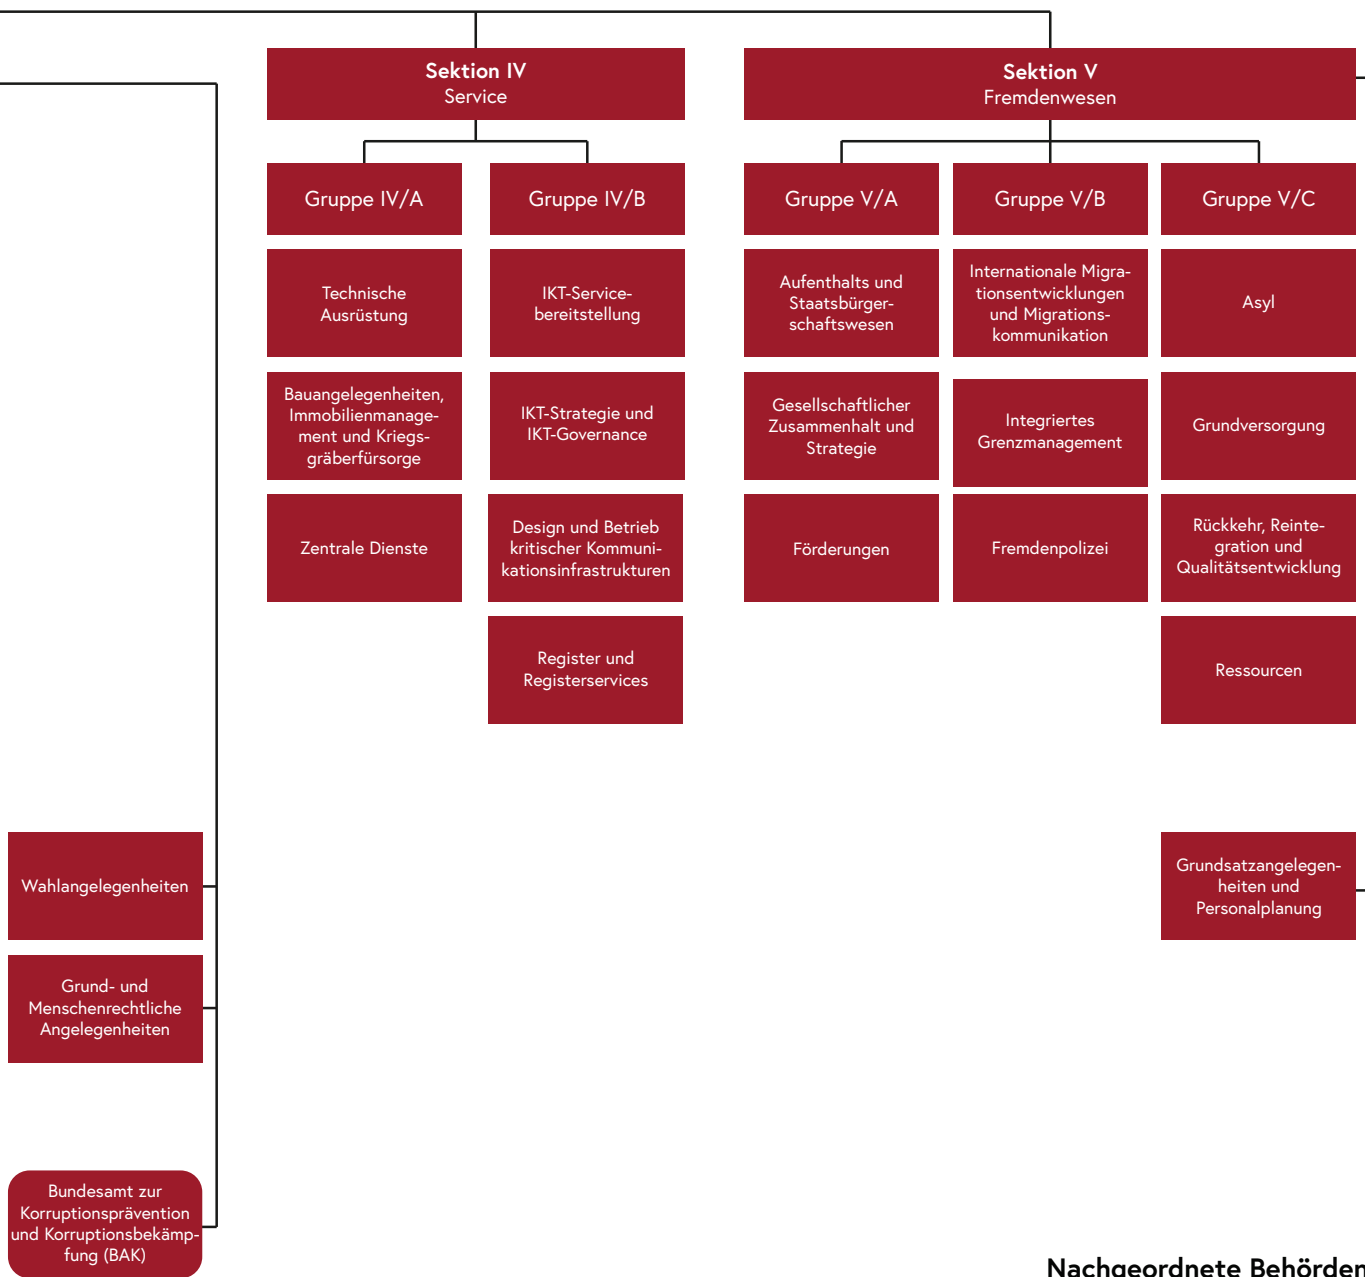 Sektion IV
Service
Sektion V
Fremdenwesen
Gruppe IV/A
Gruppe IV/B
Gruppe V/A
Gruppe V/B
Gruppe V/C
Technische
Ausrüstung
IKT-Service-
bereitstellung
Aufenthalts und
Staatsbürger-
schaftswesen
Internationale Migra-
tionsentwicklungen
und Migrations-
kommunikation
Asyl
Bauangelegenheiten,
Immobilienmanage-
ment und Kriegs-
gräberfürsorge
IKT-Strategie und
IKT-Governance
Gesellschaftlicher
Zusammenhalt und
Strategie
Integriertes
Grenzmanagement
Grundversorgung
Zentrale Dienste
Design und Betrieb
kritischer Kommuni-
kationsinfrastrukturen
Förderungen
Fremdenpolizei
Rückkehr, Reinte-
gration und
Qualitätsentwicklung
Register und
Registerservices
Ressourcen
Wahlangelegenheiten
Grundsatzangelegen-
heiten und
Personalplanung
Grund- und
Menschenrechtliche
Angelegenheiten
Bundesamt zur
Korruptionsprävention
und Korruptionsbekämp-
fung (BAK)
Nachgeordnete Behörden